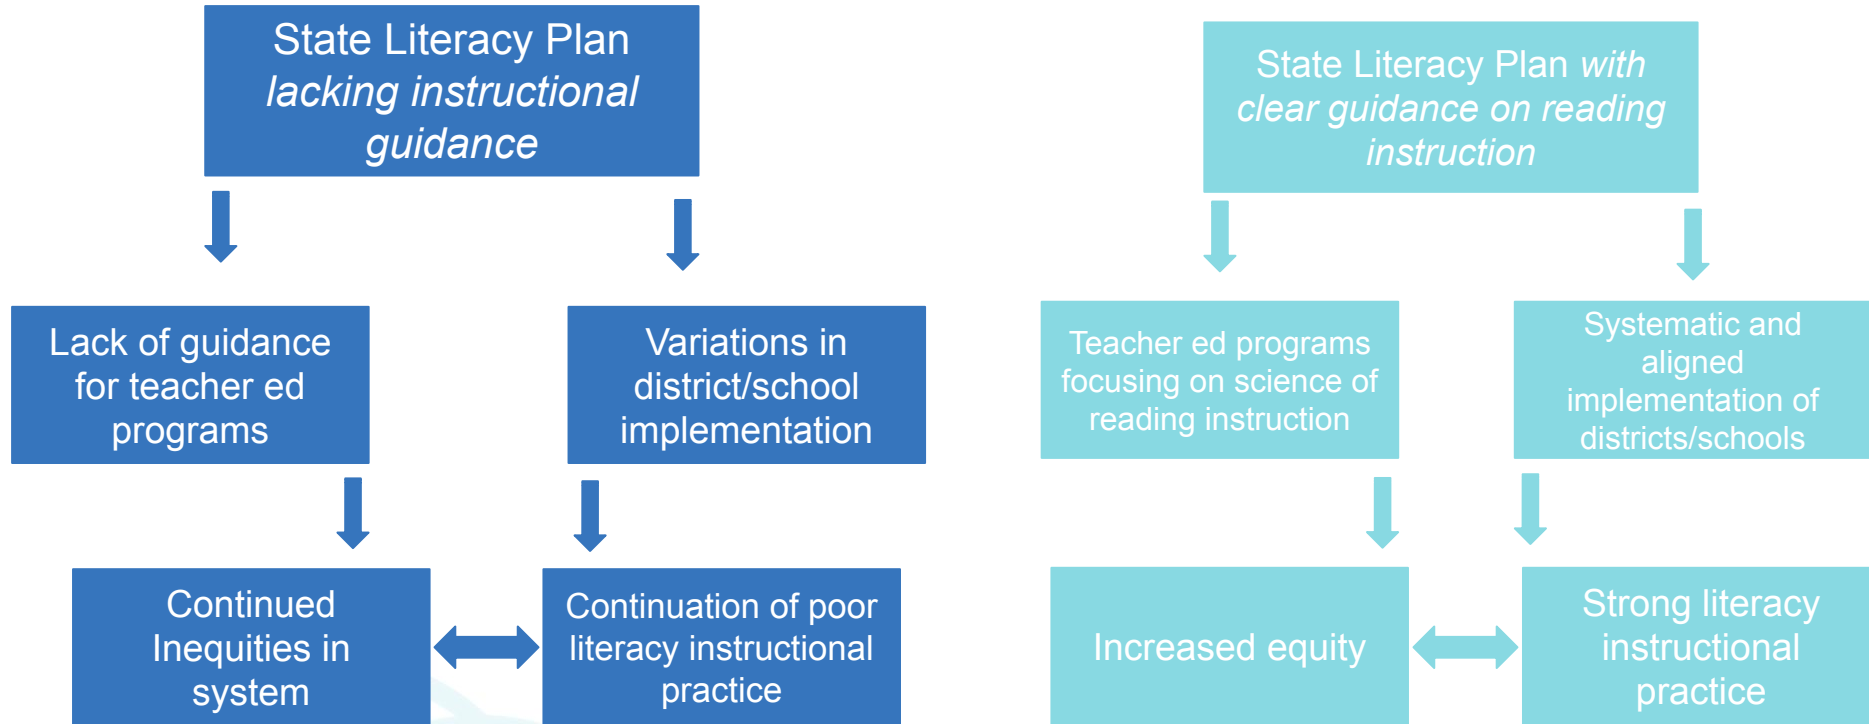 State Literacy Plan
lacking instructional
guidance
Lack of guidance
for teacher ed
programs
Variations in
district/school
implementation
Continued
Inequities in
system
Continuation of poor
literacy instructional
practice
State Literacy Plan with
clear guidance on reading
instruction
Teacher ed programs
focusing on science of
reading instruction
Systematic and
aligned
implementation of
districts/schools
Increased equity
Strong literacy
instructional
practice